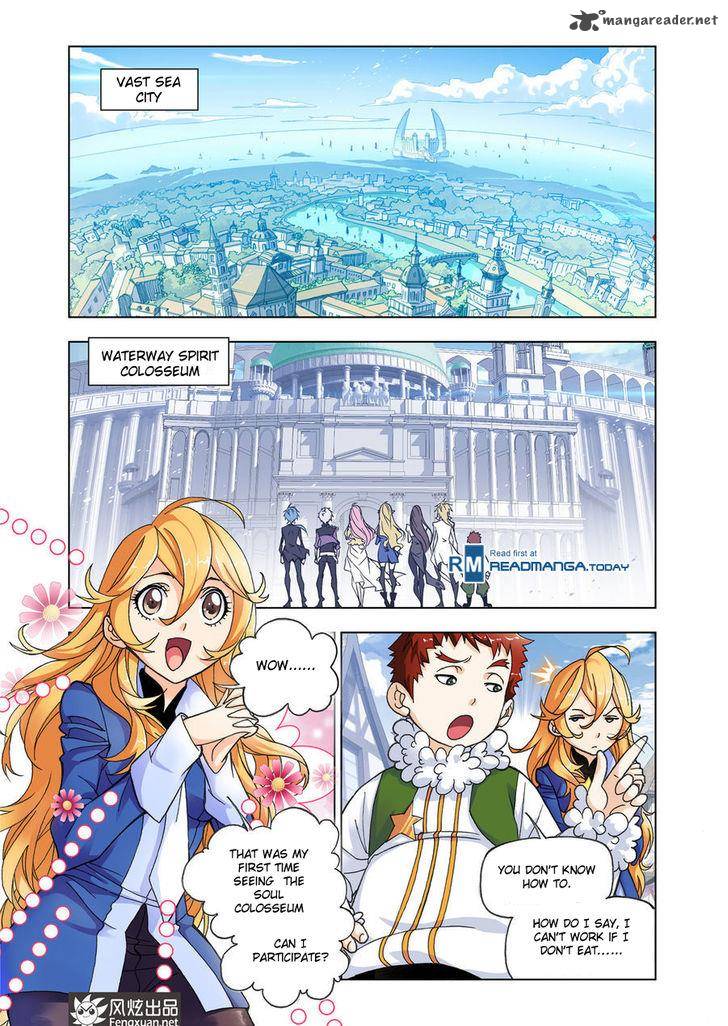 mangareader.net
VAST SEA
CITY
WATERWAY SPIRIT
COLOSSEUM
RM
Read first at
READMANGA.TODAY
WOW......
THAT WAS MY
FIRST TIME
SEEING THE
SOUL
COLOSSEUM
CAN I
PARTICIPATE?
YOU DON'T KNOW
HOW TO.
HOW DO I SAY, I
CAN'T WORK IF I
DON'T EAT......
风炫出品
Fengxuan.net